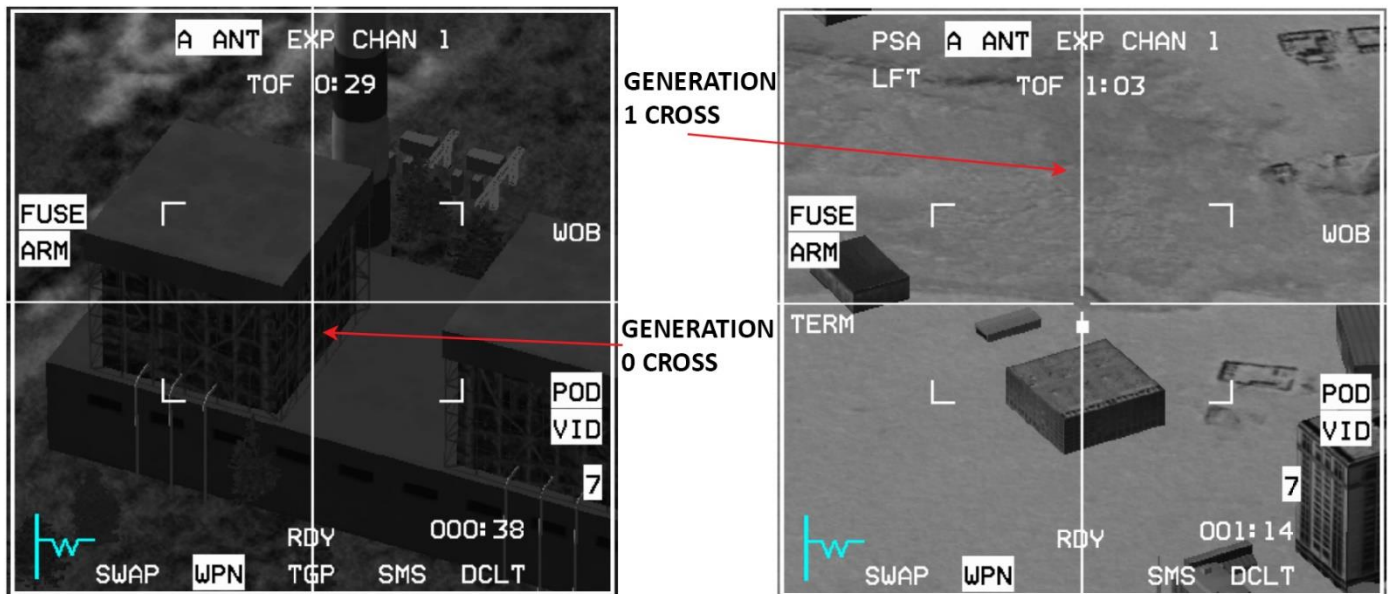 A ANT EXP CHAN 1
TOF 0:29
FUSE
ARM
WOB
POD
VID
7
000:38
RDY
SWAP WPN TGP SMS DCLT
W
GENERATION
1 CROSS
GENERATION
0 CROSS
PSA A ANT EXP CHAN 1
LFT TOF 1:03
FUSE
ARM
WOB
TERM
POD
VID
7
001:14
RDY
SWAP WPN SMS DCLT
W